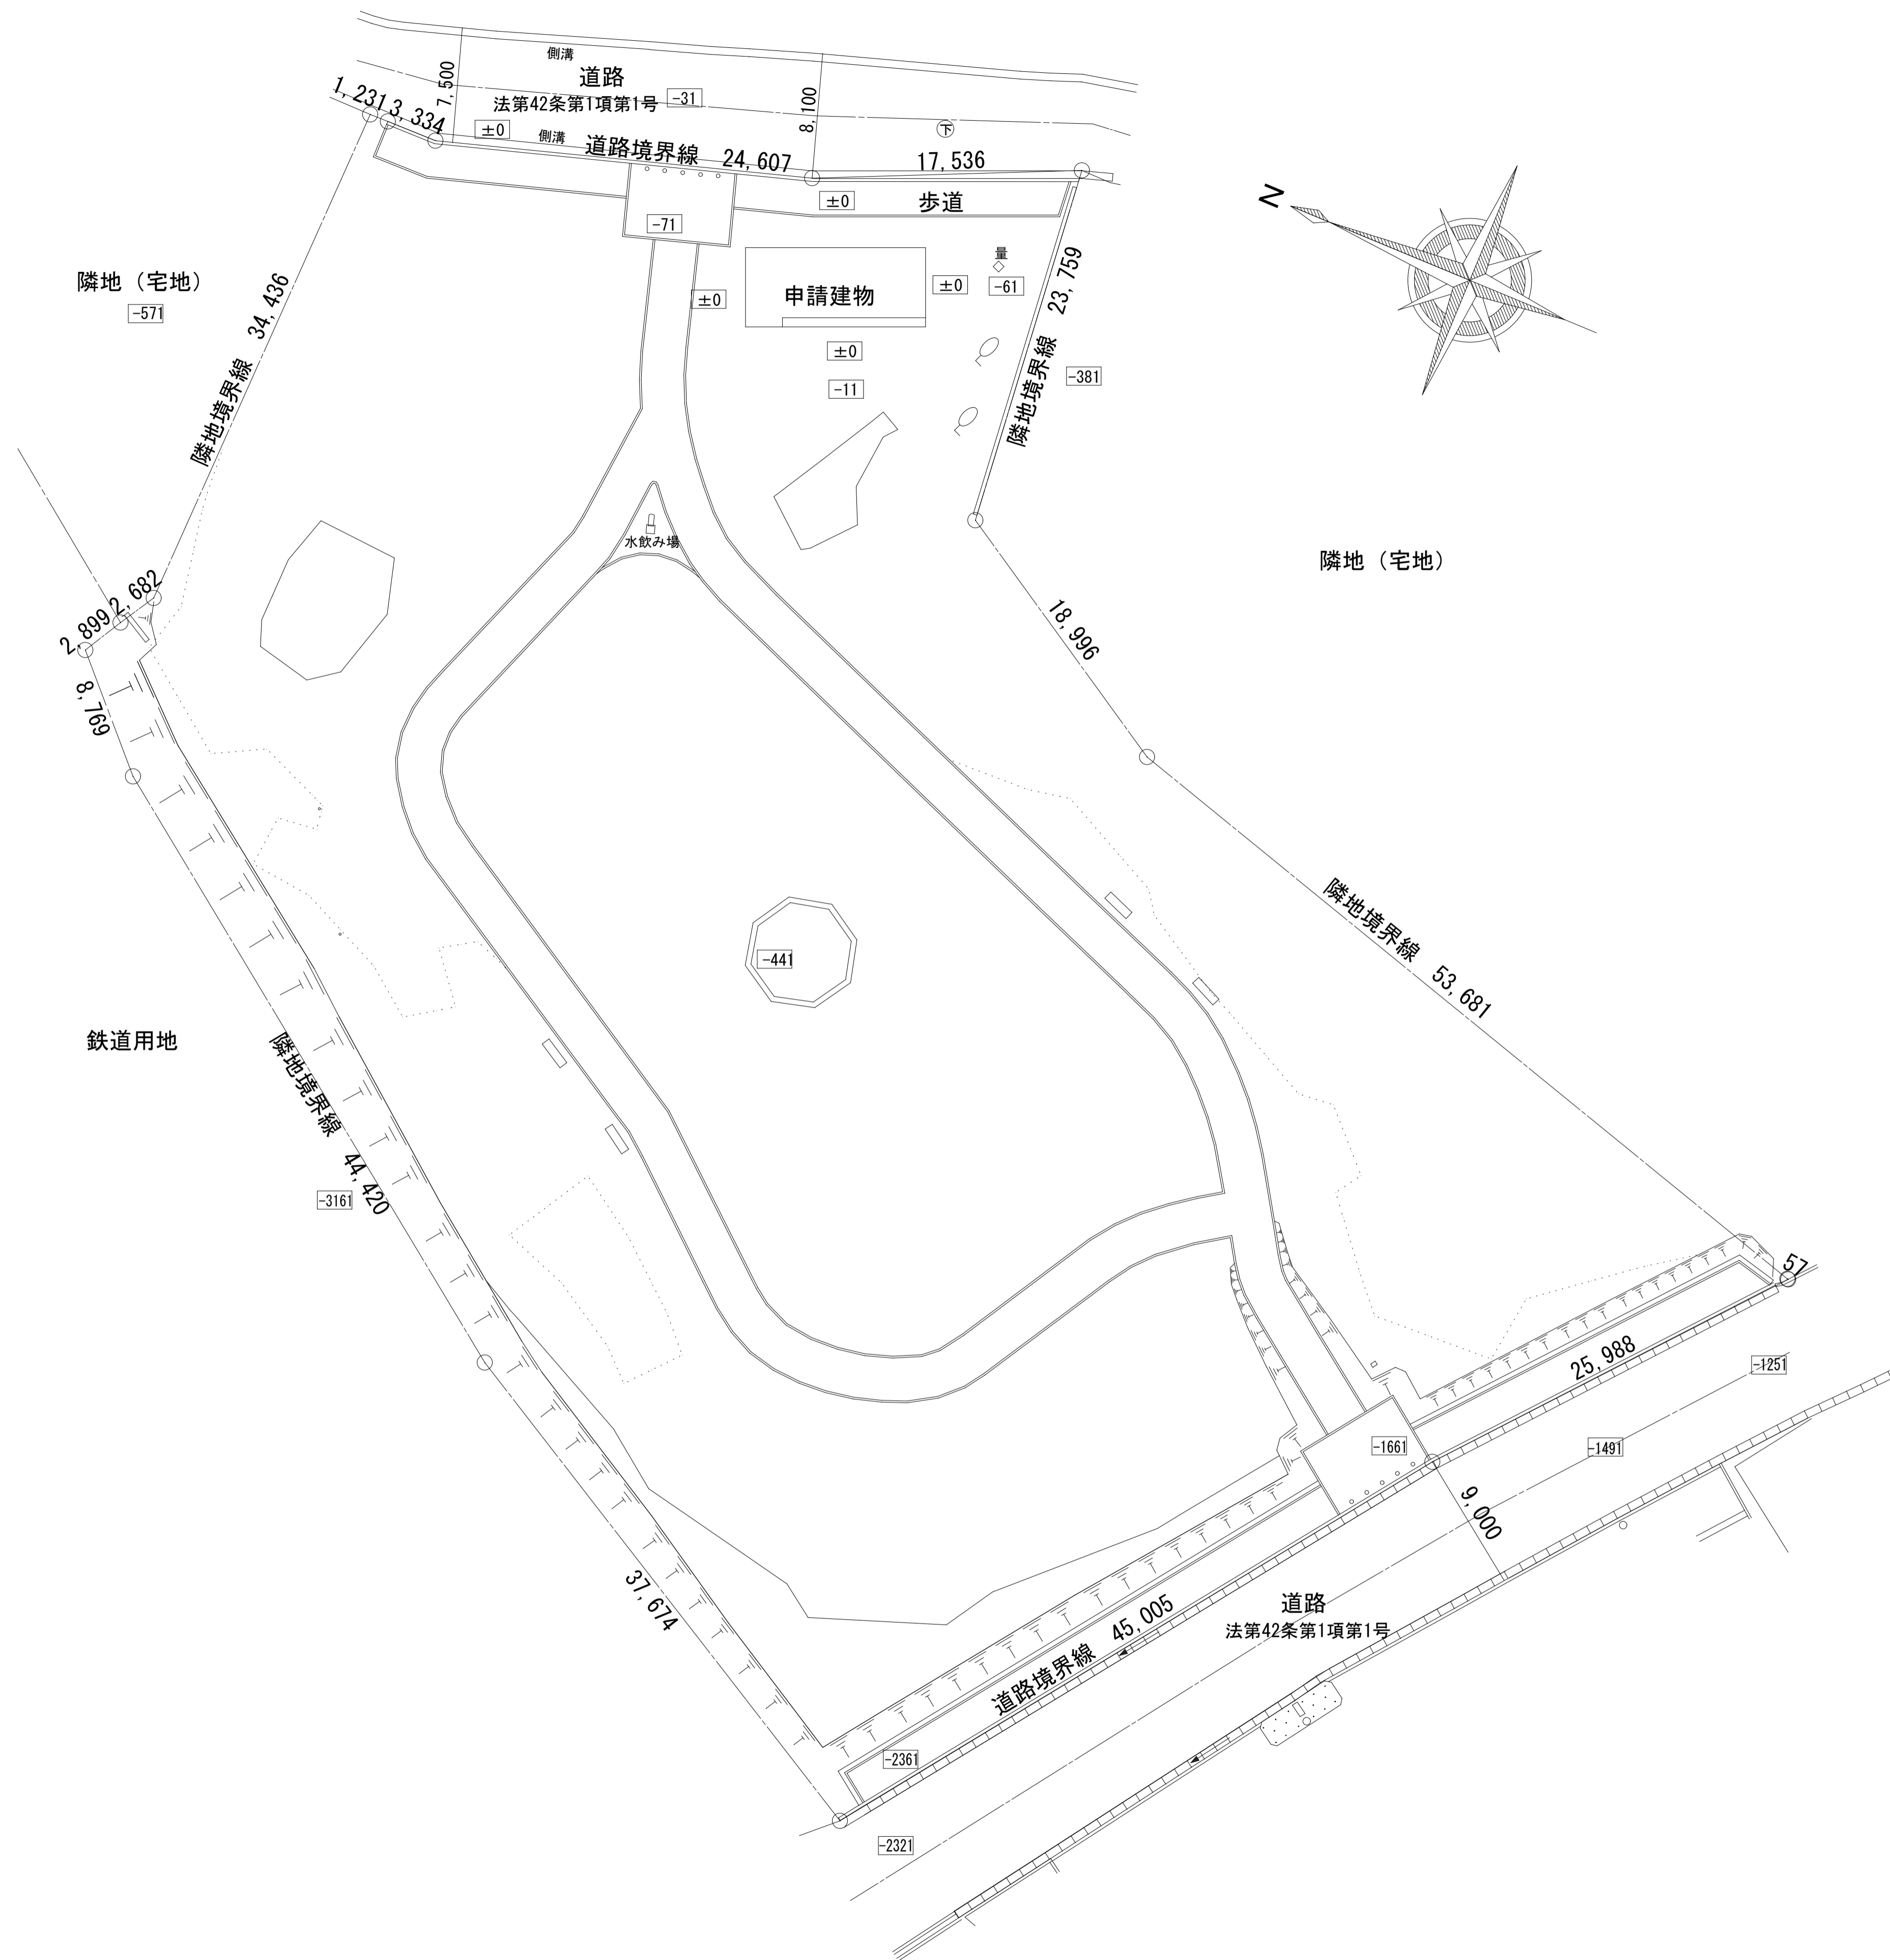 側溝
7,500
道路
法第42条第1項第1号
-31
8,100
1,231
3,334
±0
側溝
道路境界線 24,607
下
17,536
±0
歩道
-71
N
隣地（宅地）
-571
隣地境界線 34,436
量
-61
±0
±0
申請建物
隣地境界線 23,759
±0
-11
-381
水飲み場
隣地（宅地）
18,996
2,682
2,899
8,769
隣地境界線 53,681
-441
鉄道用地
隣地境界線 44,420
-3161
57
25,988
-1251
-1661
-1491
9,000
37,674
道路
法第42条第1項第1号
道路境界線 45,005
-2361
-2321